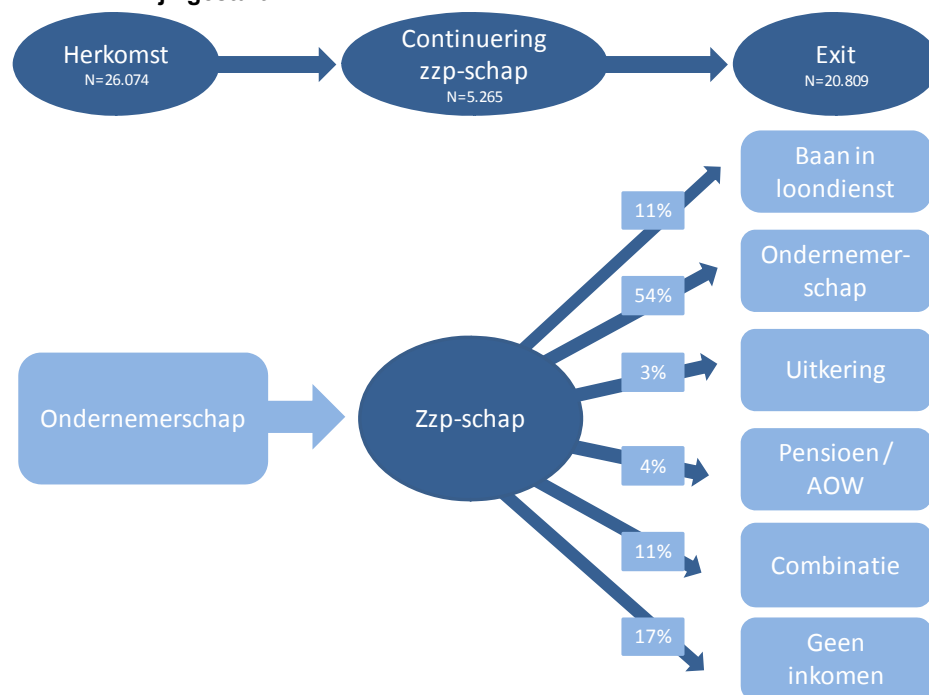 Herkomst
N=26.074
Continuering
zzp-schap
N=5.265
Exit
N=20.809
Baan in
loondienst
11%
Ondernemer-
schap
54%
Uitkering
3%
Ondernemerschap
Zzp-schap
Pensioen /
AOW
4%
Combinatie
11%
Geen
inkomen
17%